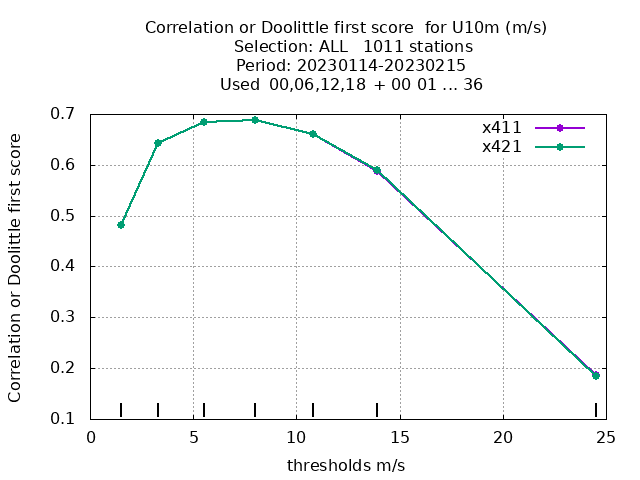 Correlation or Doolittle first score  for U10m (m/s)
Selection: ALL   1011 stations
Period: 20230114-20230215
Used  00,06,12,18  + 00 01 ... 36
Correlation or Doolittle first score
0.7
0.6
0.5
0.4
0.3
0.2
0.1
x411
x421
0 5 10 15 20 25
thresholds m/s